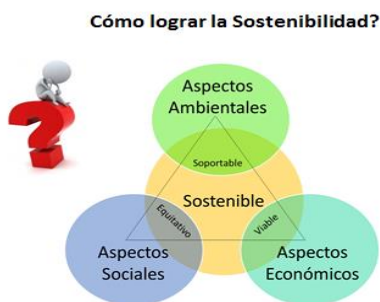 Cómo lograr la Sostenibilidad?
Aspectos
Ambientales
Soportable
Sostenible
Equitativo
Viable
Aspectos
Sociales
Aspectos
Económicos